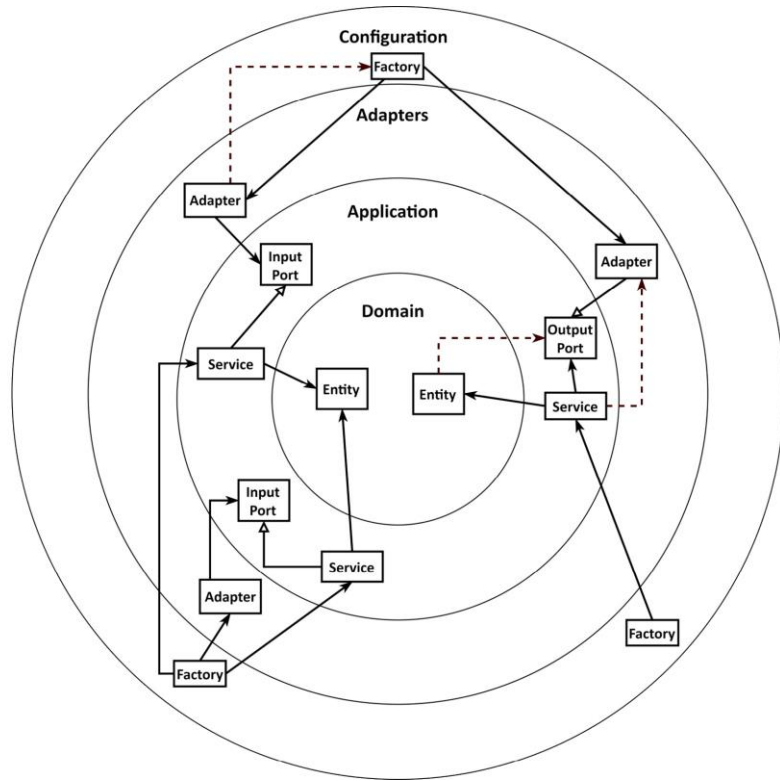 Configuration
Factory
Adapters
Adapter
Application
Input
Port
Adapter
Domain
Output
Port
Service
Entity
Entity
Service
Input
Port
Service
Adapter
Factory
Factory